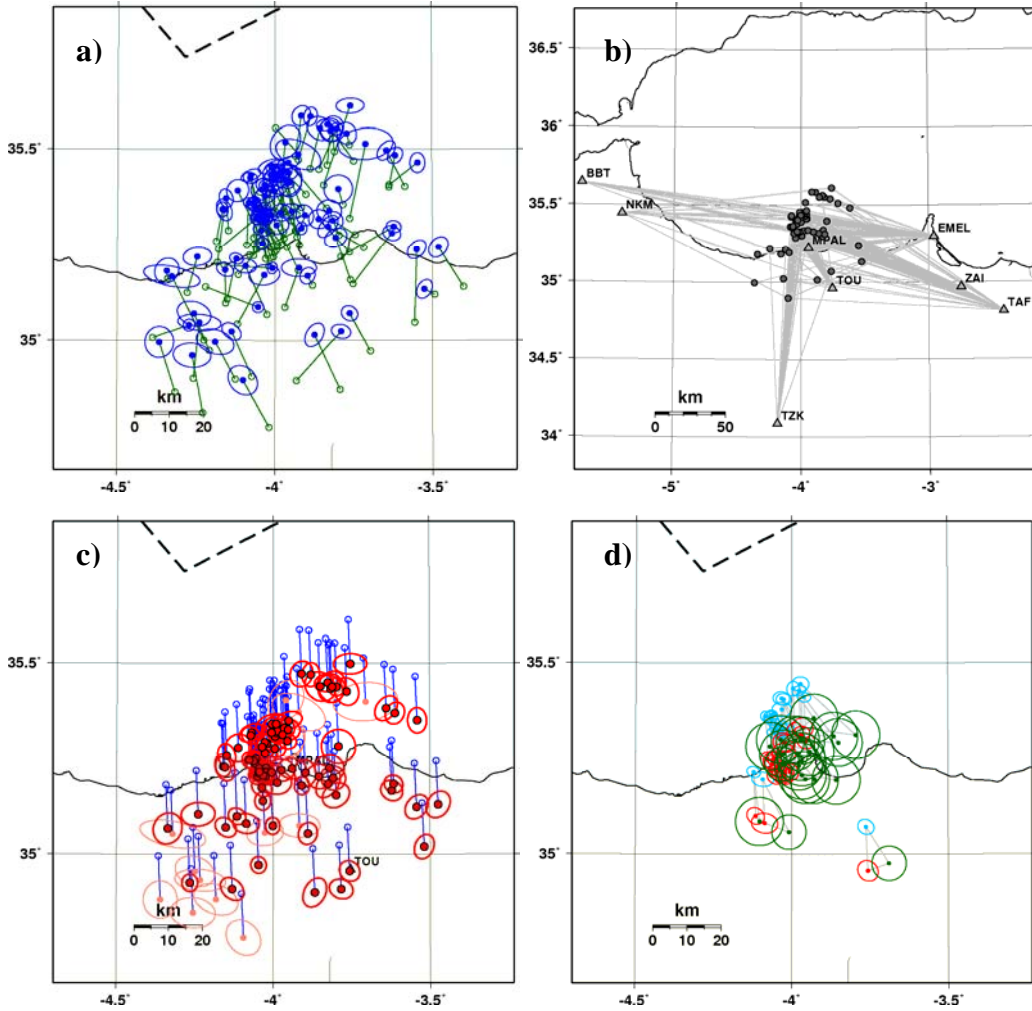 a)
35.5˚
35˚
km
0 10 20
-4.5˚ -4˚ -3.5˚
b)
36.5˚
36˚
35.5˚
35˚
34.5˚
34˚
BBT
NKM
EMEL
MPAL
TOU
ZAI
TAF
TZK
km
0 50
-5˚ -4˚ -3˚
c)
35.5˚
35˚
MPAL
TOU
km
0 10 20
-4.5˚ -4˚ -3.5˚
d)
35.5˚
35˚
km
0 10 20
-4.5˚ -4˚ -3.5˚